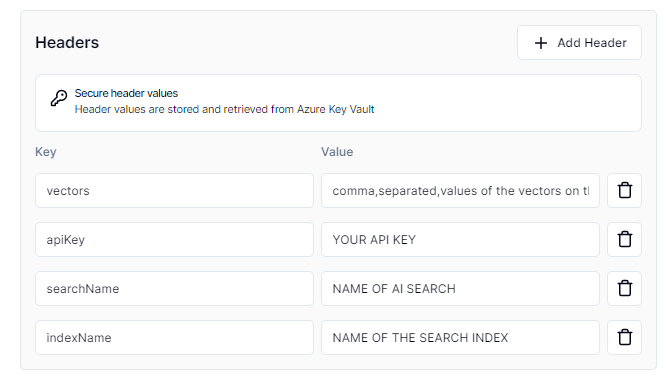 Headers
Add Header
Secure header values
Header values are stored and retrieved from Azure Key Vault
Key Value
vectors comma,separated,values of the vectors on
apiKey YOUR API KEY
searchName NAME OF AI SEARCH
indexName NAME OF THE SEARCH INDEX